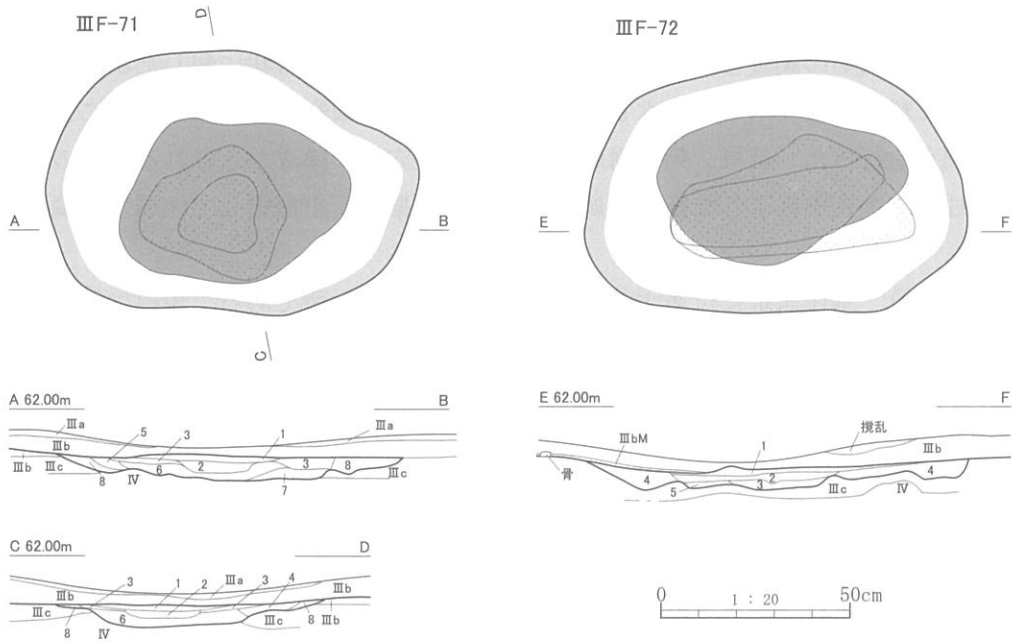 ⅢF-71
D
A
B
C
ⅢF-72
E
F
A 62.00m
B
Ⅲa
5
3
1
Ⅲa
Ⅲb
Ⅲb
Ⅲc
8
Ⅳ
6
2
3
8
Ⅲc
7
C 62.00m
D
3
1
2
Ⅲa
3
4
Ⅲb
Ⅲb
Ⅲc
8
Ⅳ
6
Ⅲc
8
Ⅲb
E 62.00m
F
ⅢbM
1
撹乱
Ⅲb
骨
4
5
3
2
Ⅲc
Ⅳ
4
0
1 : 20
50cm